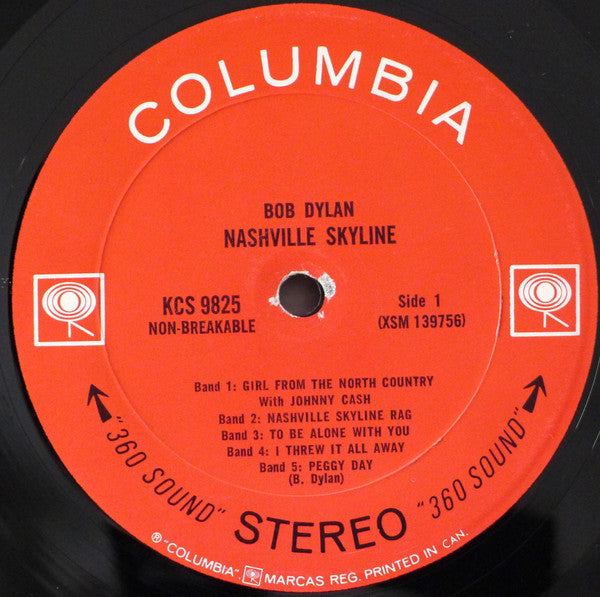 COLUMBIA
BOB DYLAN
NASHVILLE SKYLINE
KCS 9825
NON-BREAKABLE
Side 1
(XSM 139756)
Band 1: GIRL FROM THE NORTH COUNTRY
With JOHNNY CASH
Band 2: NASHVILLE SKYLINE RAG
Band 3: TO BE ALONE WITH YOU
Band 4: I THREW IT ALL AWAY
Band 5: PEGGY DAY
(B. Dylan)
"360 SOUND" STEREO "360 SOUND"
℗ "COLUMBIA", MARCAS REG. PRINTED IN CAN.